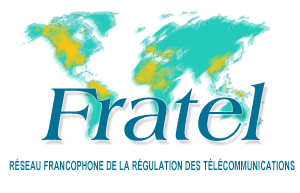 Fratel
RÉSEAU FRANCOPHONE DE LA RÉGULATION DES TÉLÉCOMMUNICATIONS